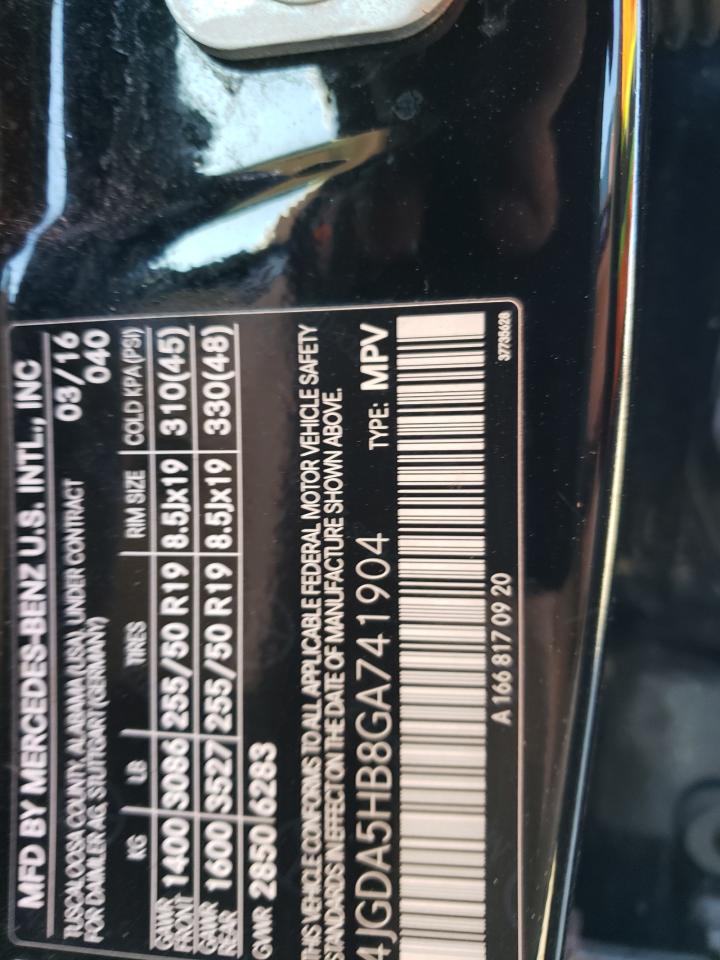 MFD BY MERCEDES-BENZ U.S. INTL., INC
TUSCALOOSA COUNTY, ALABAMA (USA), UNDER CONTRACT 03/16
FOR DAIMLER AG, STUTTGART (GERMANY) 040
KG LB TIRES RIM SIZE COLD KPA(PSI)
GAWR FRONT 1400 3086 255/50 R19 8.5Jx19 310(45)
GAWR REAR 1600 3527 255/50 R19 8.5Jx19 330(48)
GVWR 2850 6283
THIS VEHICLE CONFORMS TO ALL APPLICABLE FEDERAL MOTOR VEHICLE SAFETY
STANDARDS IN EFFECT ON THE DATE OF MANUFACTURE SHOWN ABOVE.
4JGDA5HB8GA741904 TYPE: MPV
A 166 817 09 20 37735628